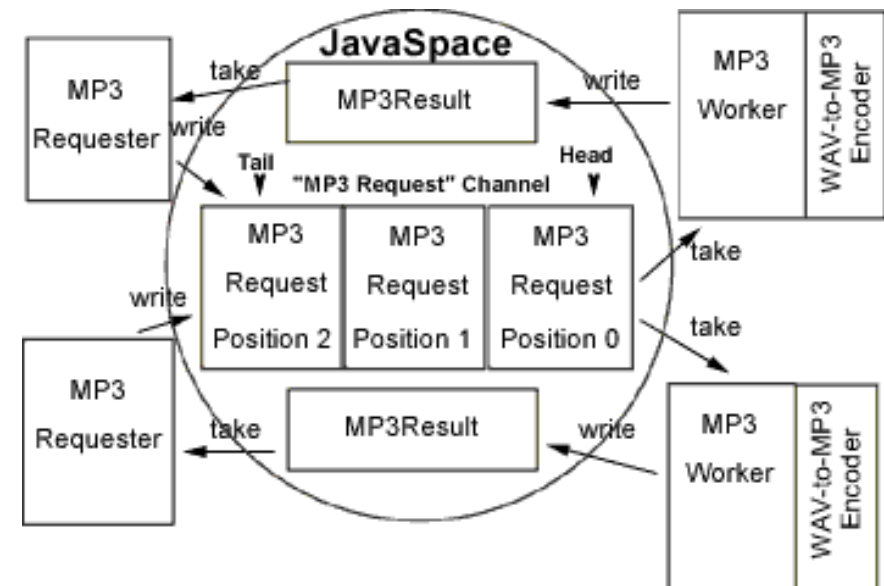 JavaSpace
MP3
Requester
take
write
MP3Result
write
MP3
Worker
WAV-to-MP3
Encoder
Tail
Head
"MP3 Request" Channel
MP3
Request
Position 2
MP3
Request
Position 1
MP3
Request
Position 0
take
write
take
MP3
Requester
take
MP3Result
write
MP3
Worker
WAV-to-MP3
Encoder